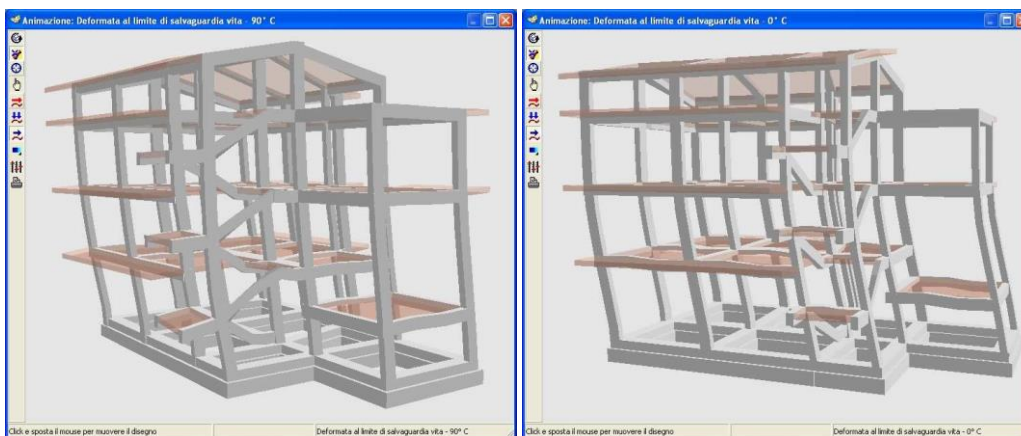 Animazione: Deformata al limite di salvaguardia vita - 90° C
Animazione: Deformata al limite di salvaguardia vita - 0° C
Click e sposta il mouse per muovere il disegno
Deformata al limite di salvaguardia vita - 90° C
Click e sposta il mouse per muovere il disegno
Deformata al limite di salvaguardia vita - 0° C